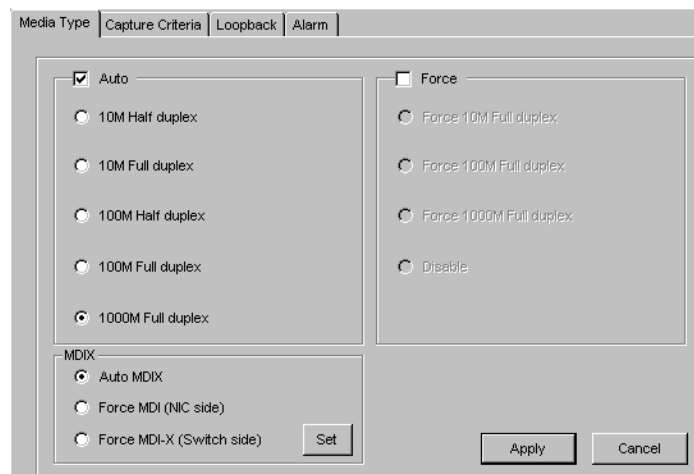 Media Type Capture Criteria Loopback Alarm
Auto
10M Half duplex
10M Full duplex
100M Half duplex
100M Full duplex
1000M Full duplex
Force
Force 10M Full duplex
Force 100M Full duplex
Force 1000M Full duplex
Disable
MDIX
Auto MDIX
Force MDI (NIC side)
Force MDI-X (Switch side)
Set
Apply
Cancel